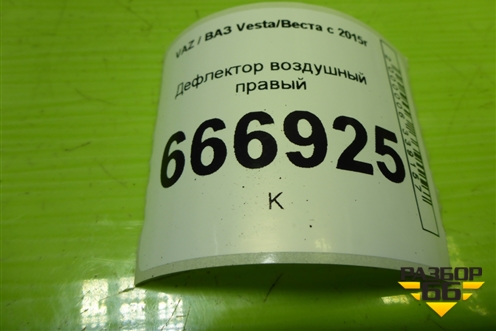 VAZ / ВАЗ Vesta/Веста с 2015г
Дефлектор воздушный
правый
666925
К
РАЗБОР
66